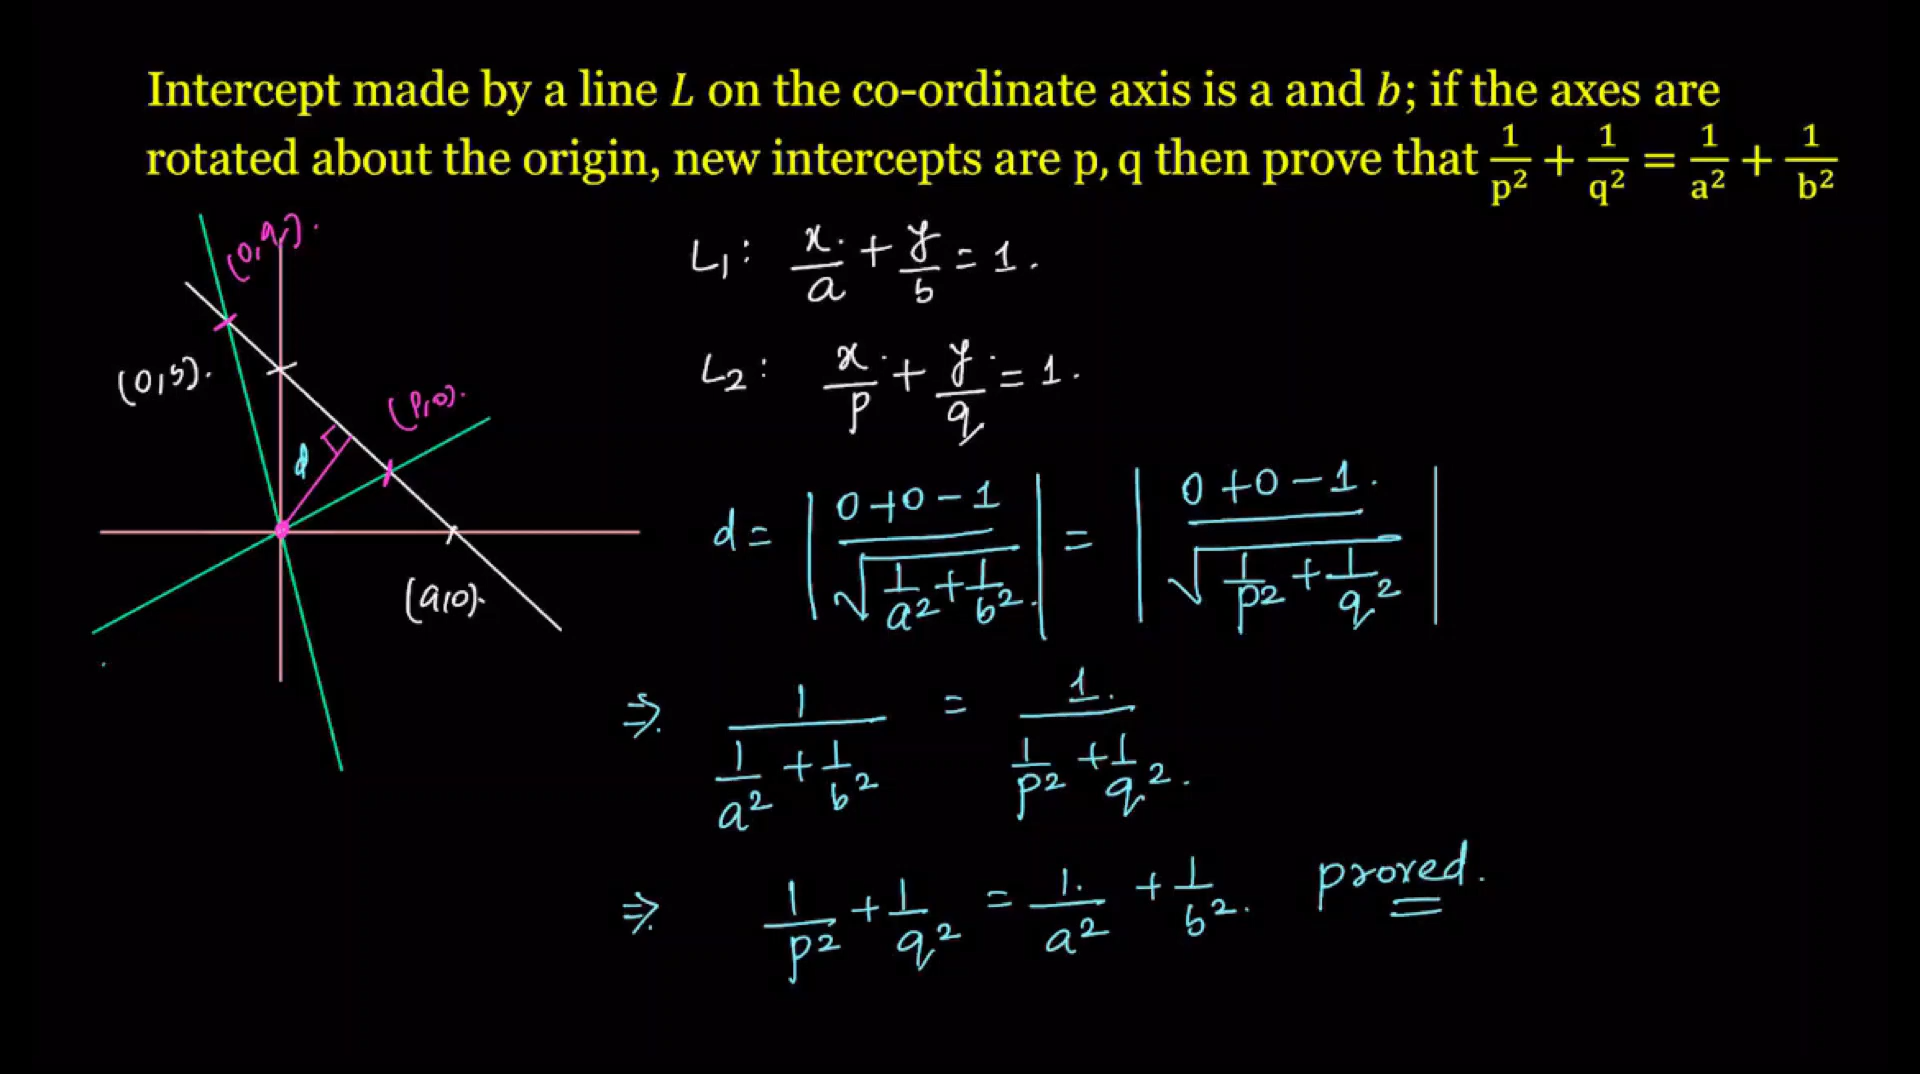 Intercept made by a line L on the co-ordinate axis is a and b; if the axes are
rotated about the origin, new intercepts are p, q then prove that 1/p² + 1/q² = 1/a² + 1/b²
(0,q).
(0,b).
(p,0).
d
(a,0).
L₁: x/a + y/b = 1.
L₂: x/p + y/q = 1.
d = |(0+0-1)/√(1/a² + 1/b²)| = |(0+0-1)/√(1/p² + 1/q²)|
⇒ 1/(1/a² + 1/b²) = 1/(1/p² + 1/q²).
⇒ 1/p² + 1/q² = 1/a² + 1/b². proved.